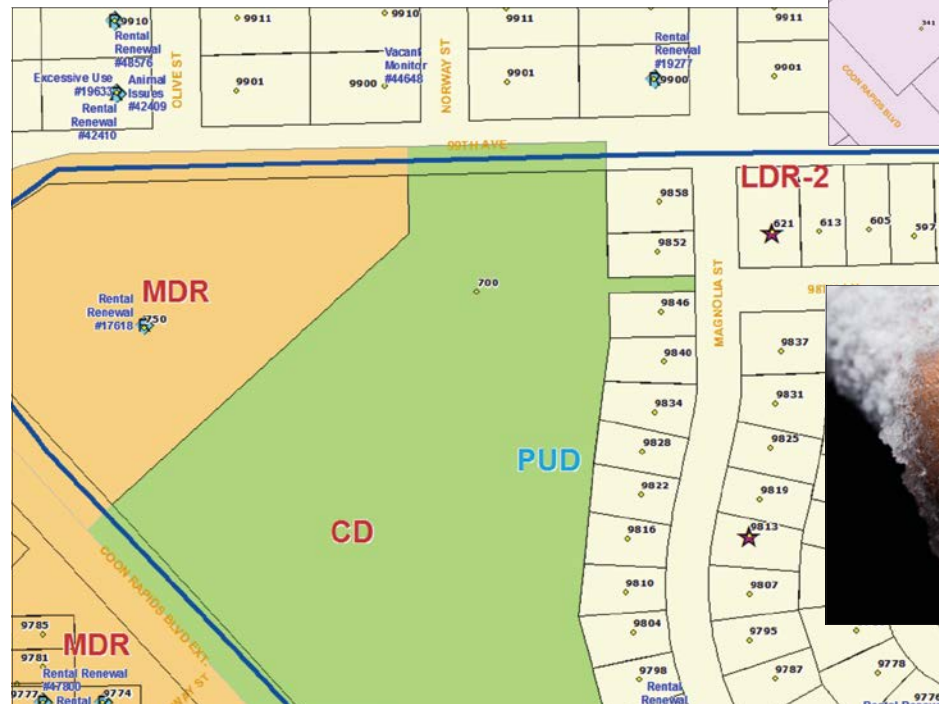 9910
9911
9910
9911
9911
Rental
Renewal
#48576
Excessive Use
#19633
Animal
Issues
#42409
Rental
Renewal
#42410
OLIVE ST
9901
9900
Vacant
Monitor
#44648
NORWAY ST
9901
Rental
Renewal
#19277
9900
9901
341
COON RAPIDS BLVD
99TH AVE
LDR-2
9858
9852
621
613
605
597
700
MDR
Rental
Renewal
#17618
750
MAGNOLIA ST
9846
9840
9834
9828
9822
9816
9810
9804
9798
Rental
Renewal
9837
9831
9825
9819
9813
9807
9795
9787
9778
9776
PUD
CD
COON RAPIDS BLVD EXT.
9785
9781
MDR
Rental Renewal
#47800
9777
Rental
9774